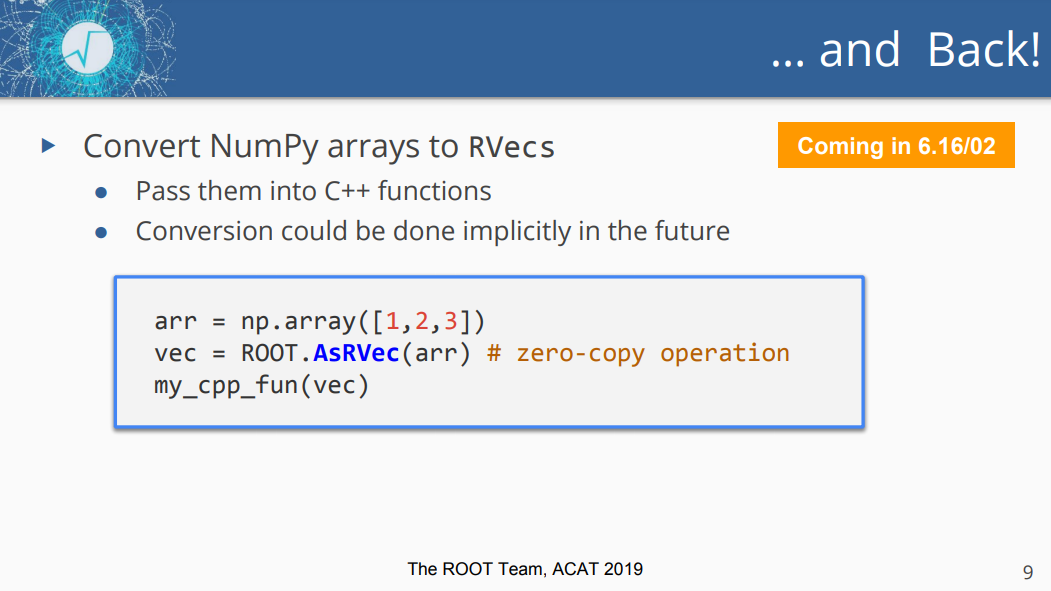 ... and Back!
Convert NumPy arrays to RVecs
Coming in 6.16/02
Pass them into C++ functions
Conversion could be done implicitly in the future
arr = np.array([1,2,3])
vec = ROOT.AsRVec(arr) # zero-copy operation
my_cpp_fun(vec)
The ROOT Team, ACAT 2019
9